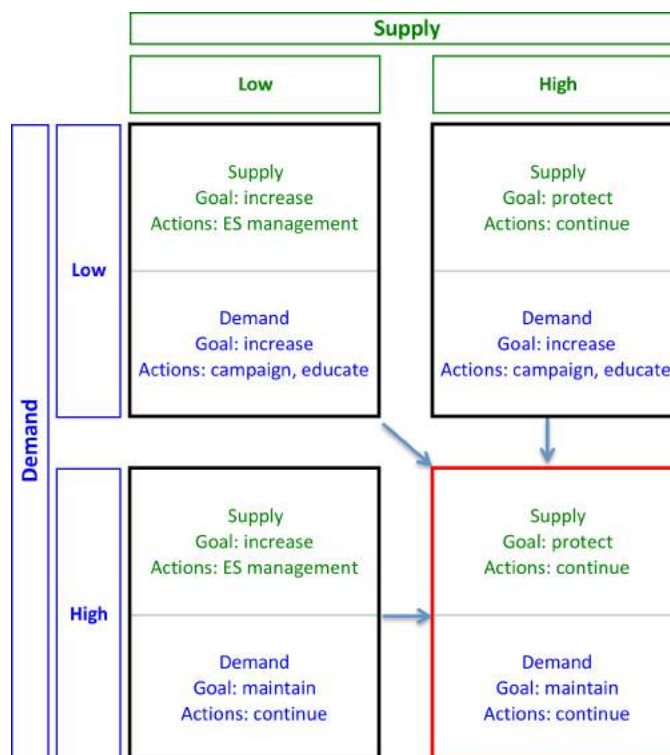 Supply
Low
High
Demand
Low
Supply
Goal: increase
Actions: ES management
Demand
Goal: increase
Actions: campaign, educate
Supply
Goal: protect
Actions: continue
Demand
Goal: increase
Actions: campaign, educate
High
Supply
Goal: increase
Actions: ES management
Demand
Goal: maintain
Actions: continue
Supply
Goal: protect
Actions: continue
Demand
Goal: maintain
Actions: continue